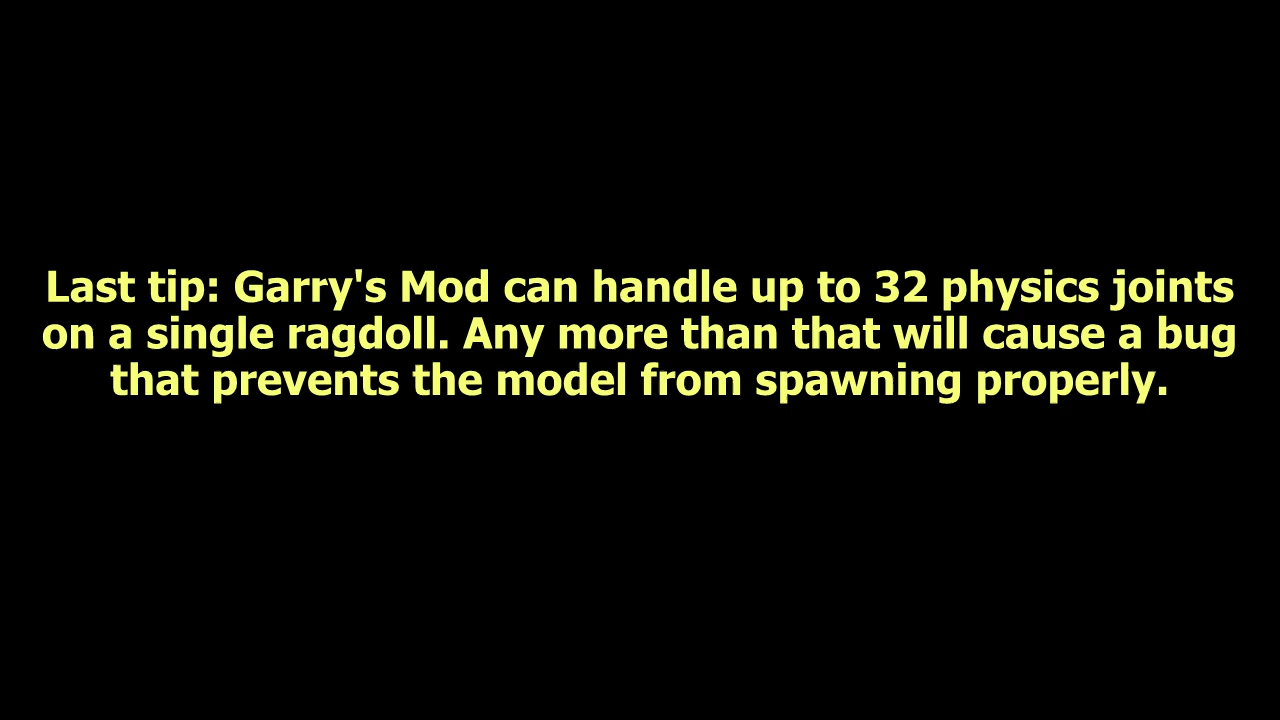 Last tip: Garry's Mod can handle up to 32 physics joints
on a single ragdoll. Any more than that will cause a bug
that prevents the model from spawning properly.